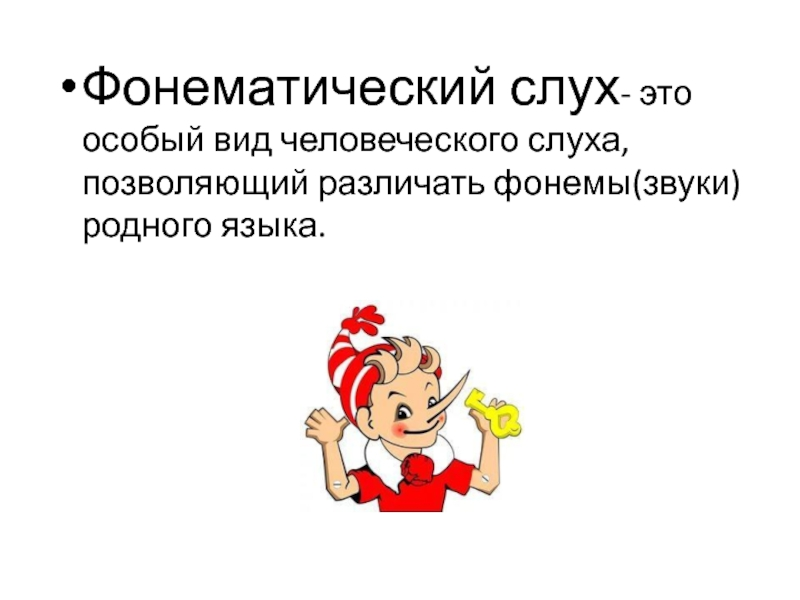 •Фонематический слух- это
особый вид человеческого слуха,
позволяющий различать фонемы(звуки)
родного языка.